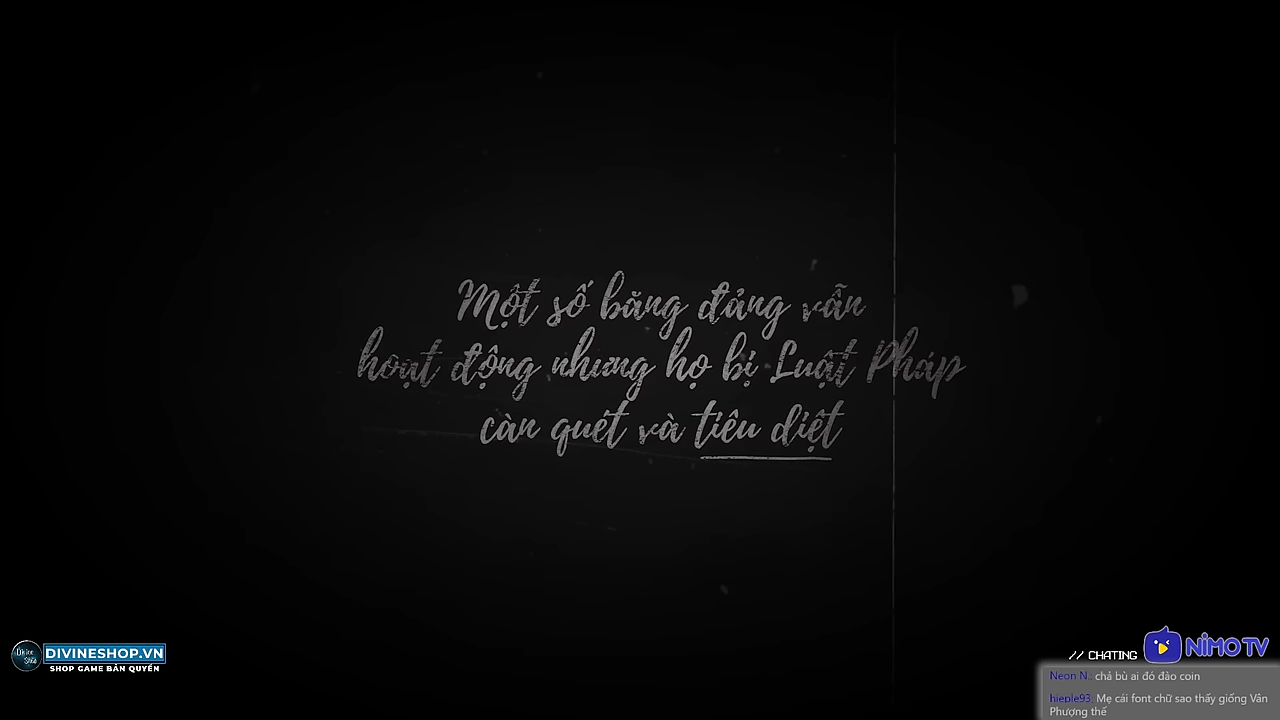 Một số băng đảng vẫn
hoạt động nhưng họ bị Luật Pháp
càn quét và tiêu diệt
Divine Shop
DIVINESHOP.VN
SHOP GAME BẢN QUYỀN
// CHATING
NIMO TV
Neon N.: chả bù ai đó đào coin
hieple93: Mẹ cái font chữ sao thấy giống Vân
Phượng thế